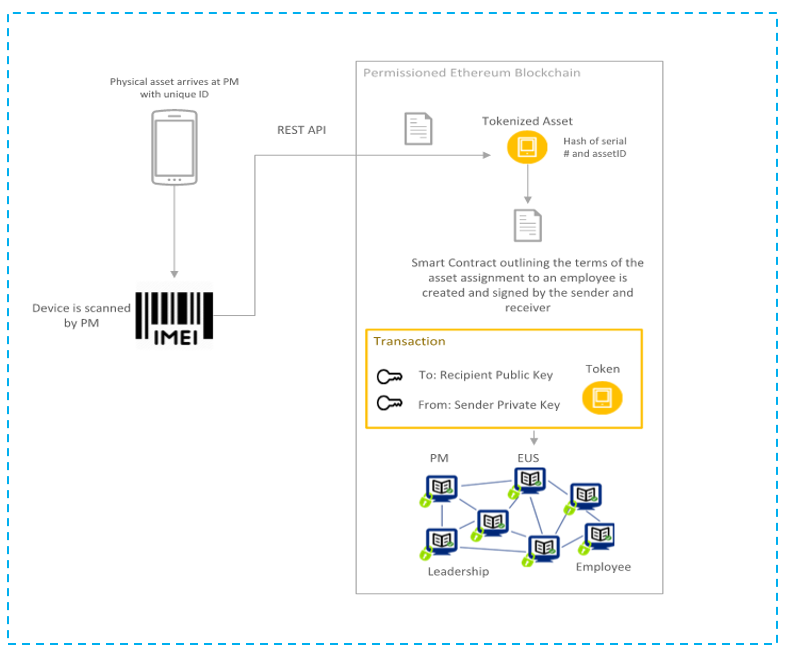 Physical asset arrives at PM
with unique ID
REST API
Device is scanned
by PM
IMEI
Permissioned Ethereum Blockchain
Tokenized Asset
Hash of serial
# and assetID
Smart Contract outlining the terms of the
asset assignment to an employee is
created and signed by the sender and
receiver
Transaction
To: Recipient Public Key
From: Sender Private Key
Token
PM
EUS
Leadership
Employee